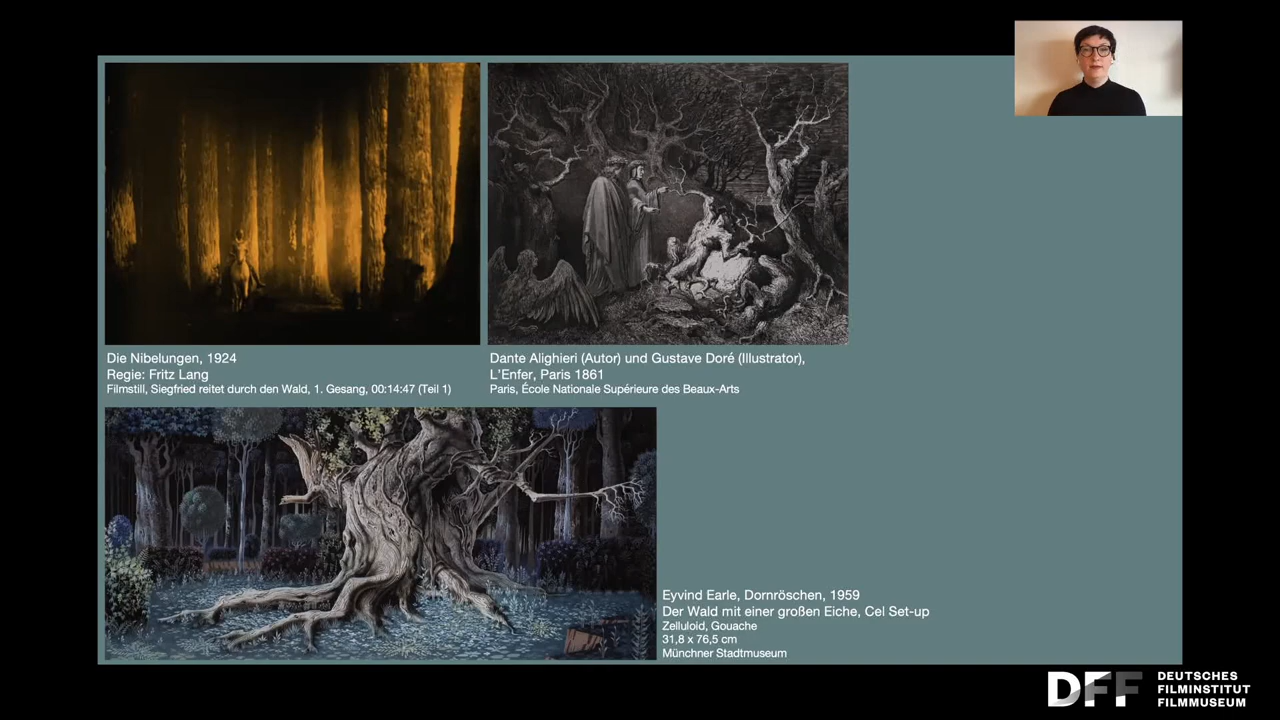 Die Nibelungen, 1924
Regie: Fritz Lang
Filmstill, Siegfried reitet durch den Wald, 1. Gesang, 00:14:47 (Teil 1)
Dante Alighieri (Autor) und Gustave Doré (Illustrator),
L'Enfer, Paris 1861
Paris, École Nationale Supérieure des Beaux-Arts
Eyvind Earle, Dornröschen, 1959
Der Wald mit einer großen Eiche, Cel Set-up
Zelluloid, Gouache
31,8 x 76,5 cm
Münchner Stadtmuseum
DFF
DEUTSCHES
FILMINSTITUT
FILMMUSEUM